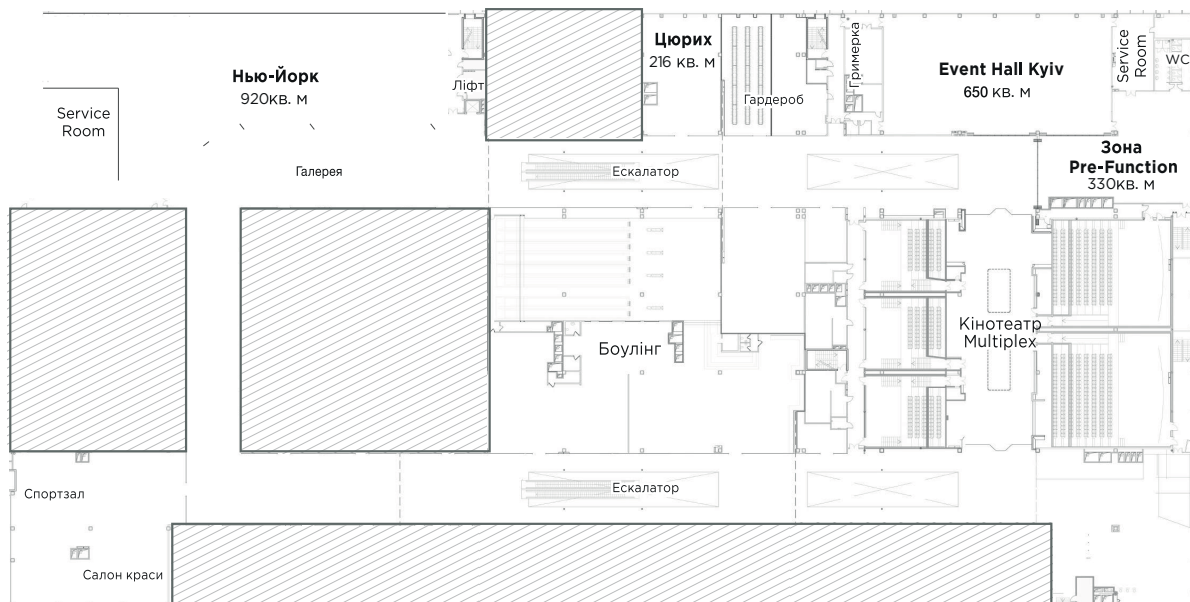 Нью-Йорк
920кв. м
Service
Room
Галерея
Ліфт
Цюрих
216 кв. м
Гардероб
Гримерка
Event Hall Kyiv
650 кв. м
Service
Room
WC
Зона
Pre-Function
330кв. м
Ескалатор
Боулінг
Кінотеатр
Multiplex
Ескалатор
Спортзал
Салон краси